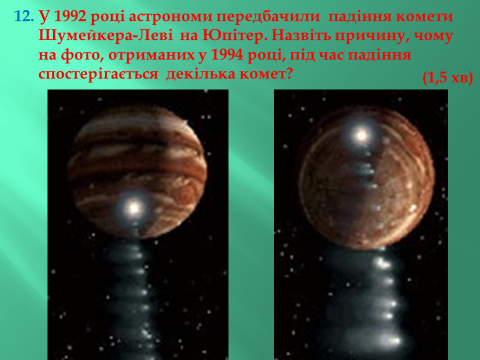 12. У 1992 році астрономи передбачили падіння комети
Шумейкера-Леві на Юпітер. Назвіть причину, чому
на фото, отриманих у 1994 році, під час падіння
спостерігається декілька комет?
(1,5 хв)